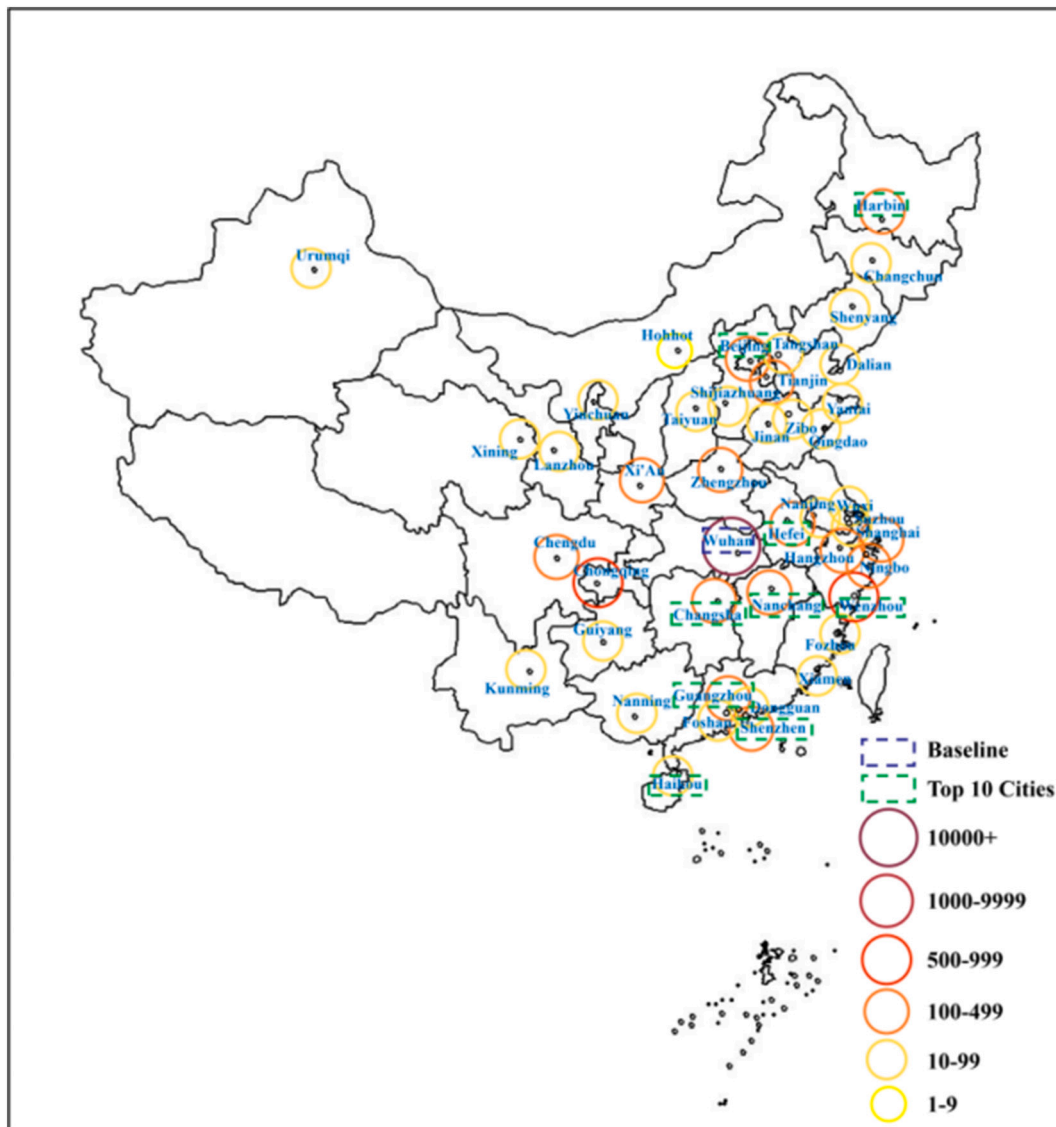 Harbin
Urumqi
Changchun
Shenyang
Hohhot
Beijing
Tangshan
Dalian
Tianjin
Shijiazhuang
Yinchuan
Yantai
Taiyuan
Zibo
Jinan
Qingdao
Xining
Lanzhou
Xi'An
Zhengzhou
Nanjing
Wuxi
Suzhou
Hefei
Shanghai
Wuhan
Hangzhou
Chengdu
Ningbo
Chongqing
Nanchang
Wenzhou
Changsha
Guiyang
Fozhou
Xiamen
Kunming
Guangzhou
Nanning
Dongguan
Foshan
Shenzhen
Haikou
Baseline
Top 10 Cities
10000+
1000-9999
500-999
100-499
10-99
1-9